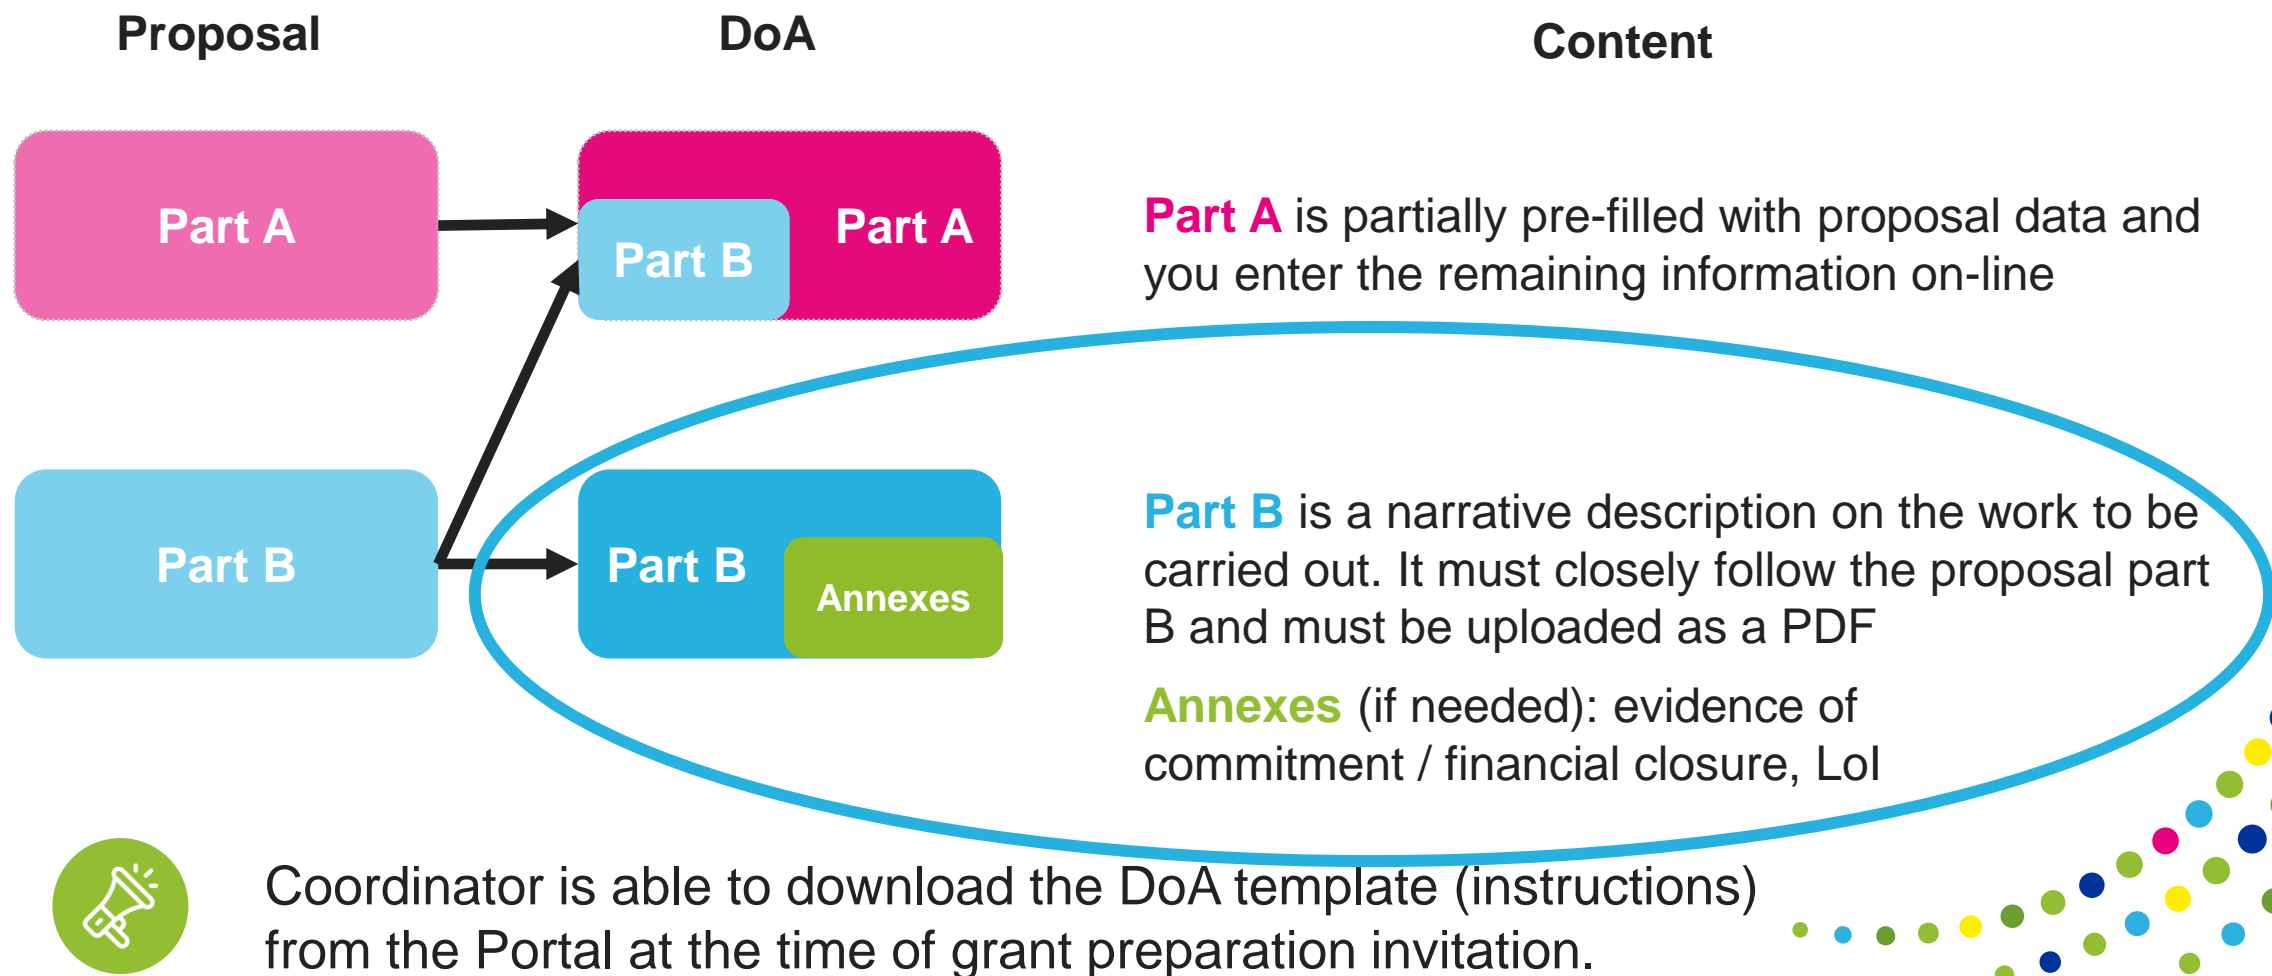 Proposal
DoA
Content
Part A
Part A
Part B
Part A is partially pre-filled with proposal data and
you enter the remaining information on-line
Part B
Part B
Annexes
Part B is a narrative description on the work to be
carried out. It must closely follow the proposal part
B and must be uploaded as a PDF
Annexes (if needed): evidence of
commitment / financial closure, LoI
Coordinator is able to download the DoA template (instructions)
from the Portal at the time of grant preparation invitation.